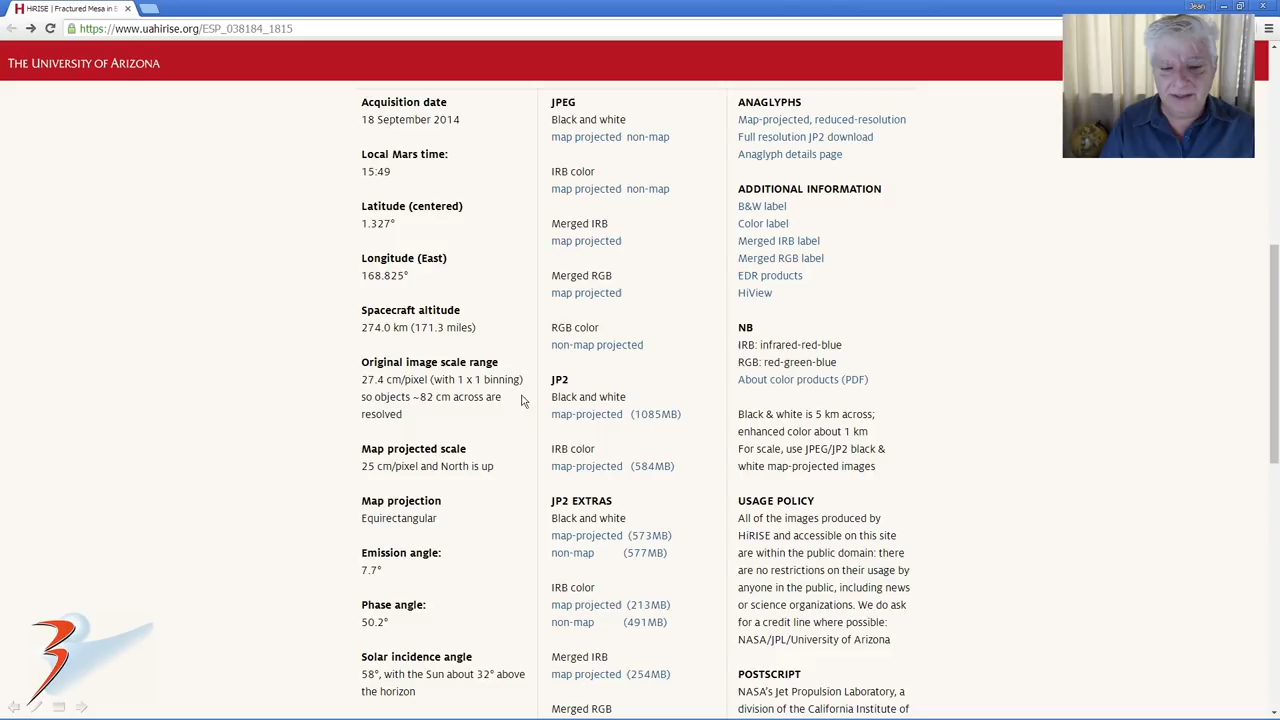 HiRISE | Fractured Mesa in E
Jean
https://www.uahirise.org/ESP_038184_1815
THE UNIVERSITY OF ARIZONA
Acquisition date
18 September 2014
Local Mars time:
15:49
Latitude (centered)
1.327°
Longitude (East)
168.825°
Spacecraft altitude
274.0 km (171.3 miles)
Original image scale range
27.4 cm/pixel (with 1 x 1 binning)
so objects ~82 cm across are
resolved
Map projected scale
25 cm/pixel and North is up
Map projection
Equirectangular
Emission angle:
7.7°
Phase angle:
50.2°
Solar incidence angle
58°, with the Sun about 32° above
the horizon
JPEG
Black and white
map projected non-map
IRB color
map projected non-map
Merged IRB
map projected
Merged RGB
map projected
RGB color
non-map projected
JP2
Black and white
map-projected (1085MB)
IRB color
map-projected (584MB)
JP2 EXTRAS
Black and white
map-projected (573MB)
non-map (577MB)
IRB color
map projected (213MB)
non-map (491MB)
Merged IRB
map projected (254MB)
Merged RGB
ANAGLYPHS
Map-projected, reduced-resolution
Full resolution JP2 download
Anaglyph details page
ADDITIONAL INFORMATION
B&W label
Color label
Merged IRB label
Merged RGB label
EDR products
HiView
NB
IRB: infrared-red-blue
RGB: red-green-blue
About color products (PDF)
Black & white is 5 km across;
enhanced color about 1 km
For scale, use JPEG/JP2 black &
white map-projected images
USAGE POLICY
All of the images produced by
HiRISE and accessible on this site
are within the public domain: there
are no restrictions on their usage by
anyone in the public, including news
or science organizations. We do ask
for a credit line where possible:
NASA/JPL/University of Arizona
POSTSCRIPT
NASA's Jet Propulsion Laboratory, a
division of the California Institute of